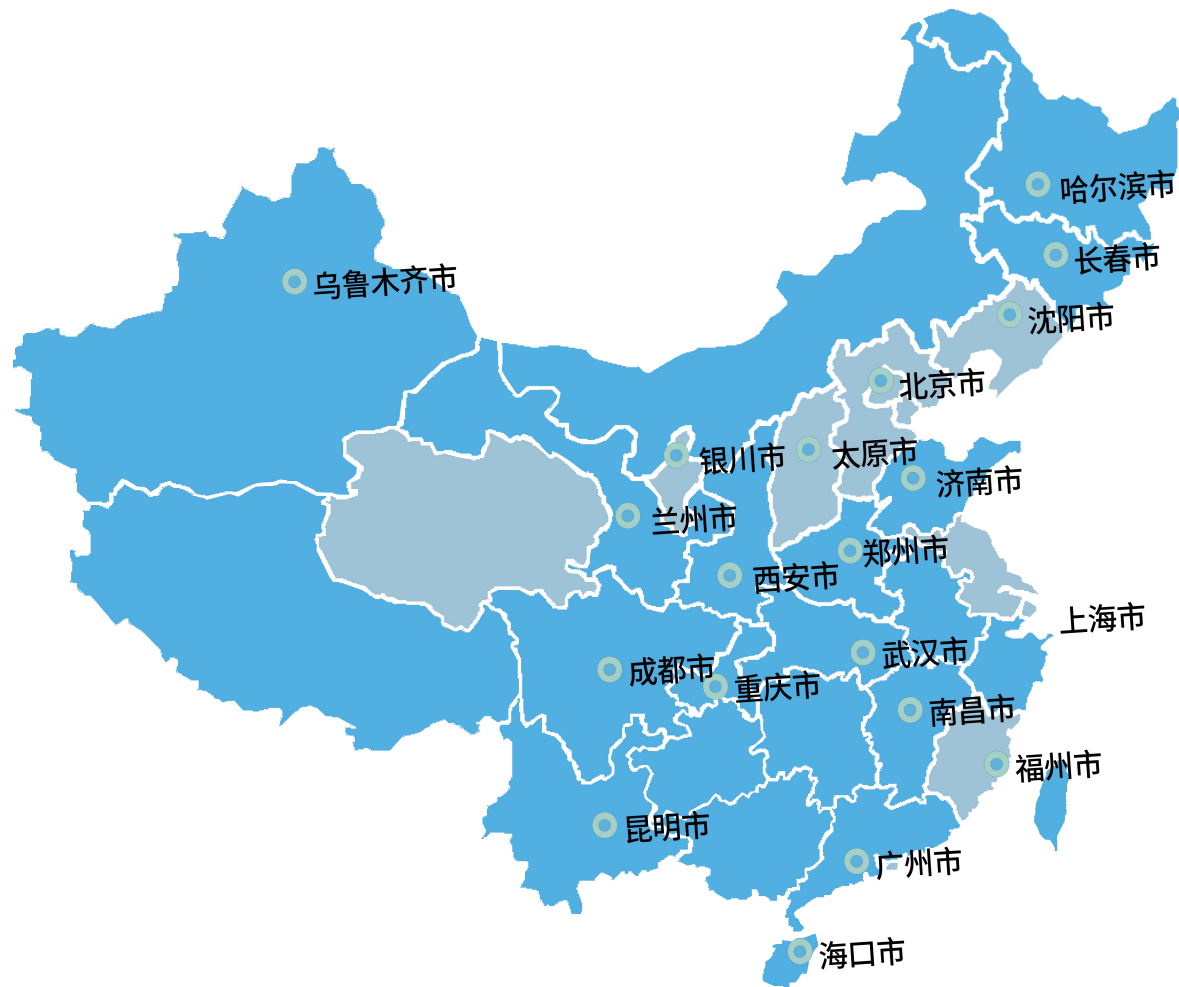 哈尔滨市
长春市
乌鲁木齐市
沈阳市
北京市
银川市
太原市
济南市
兰州市
郑州市
西安市
上海市
武汉市
成都市
重庆市
南昌市
福州市
昆明市
广州市
海口市